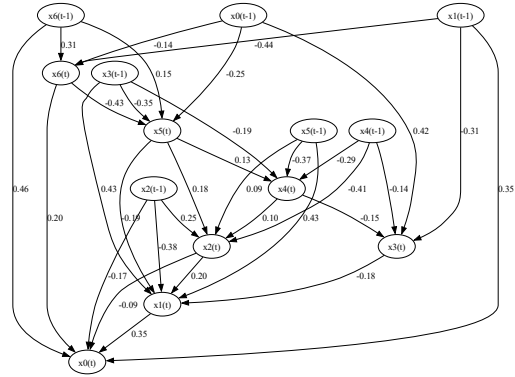 x6(t-1) x0(t-1) x1(t-1)
0.31 -0.14 -0.44
x6(t) x3(t-1) 0.15 -0.25
-0.43 -0.35
x5(t) -0.19 x5(t-1) x4(t-1) 0.42 -0.31
0.13 -0.37 -0.29
0.46 0.43 x2(t-1) 0.18 0.09 x4(t) -0.41 -0.14 0.35
0.20 -0.19 0.25 0.10 0.43 -0.15
-0.38 x2(t) x3(t)
-0.17 0.20 -0.18
-0.09 x1(t)
0.35
x0(t)